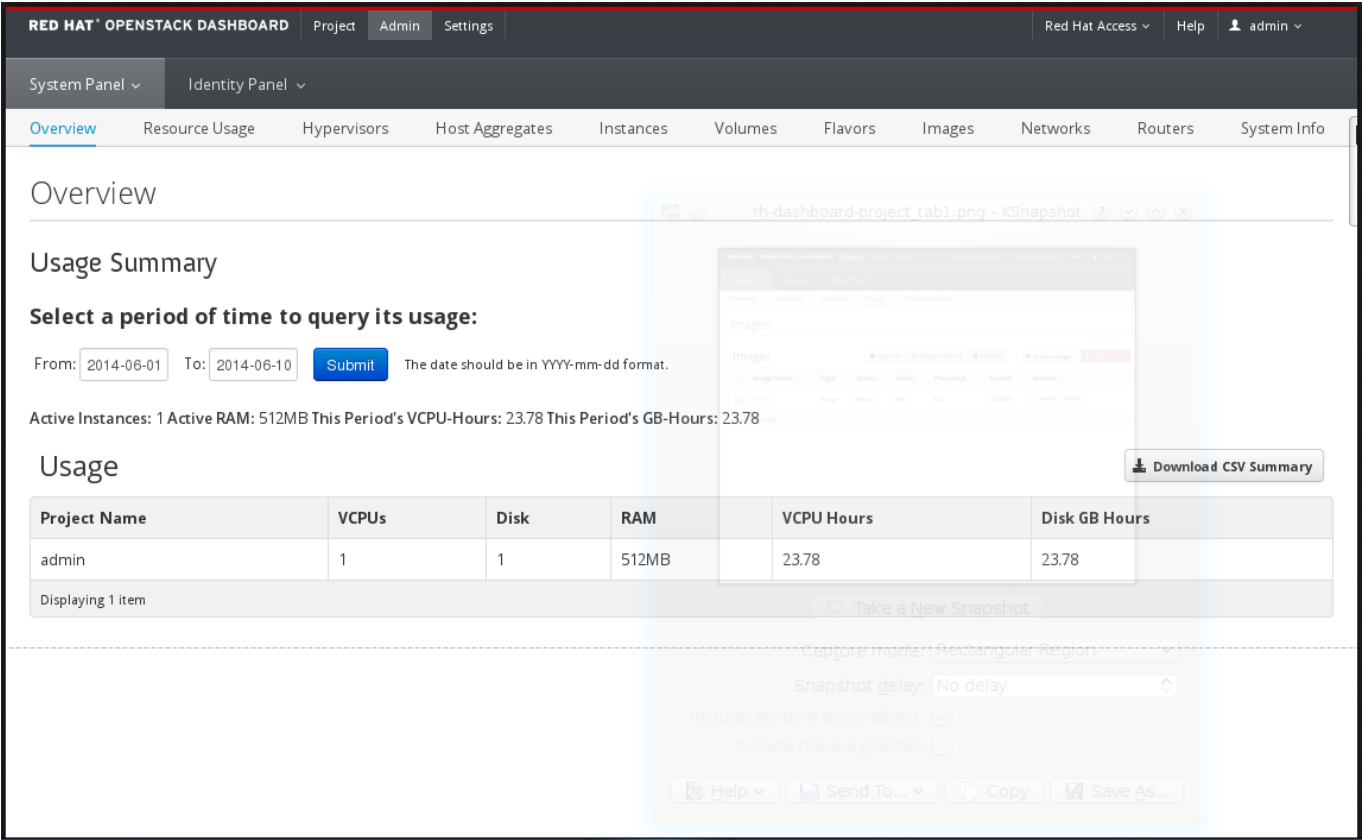 RED HAT® OPENSTACK DASHBOARD Project Admin Settings Red Hat Access Help admin
System Panel Identity Panel
Overview Resource Usage Hypervisors Host Aggregates Instances Volumes Flavors Images Networks Routers System Info
Overview
rh-dashboard-project_tab1.png – KSnapshot
Usage Summary
Select a period of time to query its usage:
Images
Images
From: 2014-06-01 To: 2014-06-10 Submit The date should be in YYYY-mm-dd format.
Active Instances: 1 Active RAM: 512MB This Period's VCPU-Hours: 23.78 This Period's GB-Hours: 23.78
Usage Download CSV Summary
Project Name VCPUs Disk RAM VCPU Hours Disk GB Hours
admin 1 1 512MB 23.78 23.78
Displaying 1 item
Take a New Snapshot
Capture mode: Rectangular Region
Snapshot delay: No delay
Include window decorations:
Include mouse pointer:
Help Send To... Copy Save As...